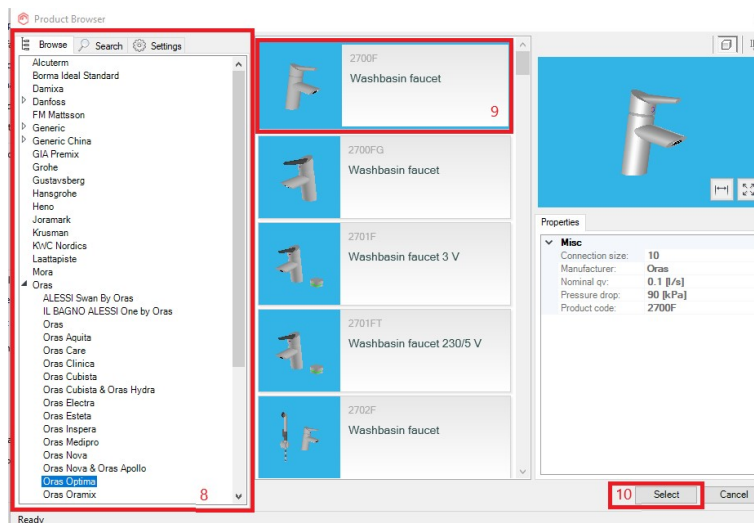 Product Browser
Browse
Search
Settings
Alcuterm
Borma Ideal Standard
Damixa
Danfoss
FM Mattsson
Generic
Generic China
GIA Premix
Grohe
Gustavsberg
Hansgrohe
Heno
Joramark
Krusman
KWC Nordics
Laattapiste
Mora
Oras
ALESSI Swan By Oras
IL BAGNO ALESSI One by Oras
Oras
Oras Aquita
Oras Care
Oras Clinica
Oras Cubista
Oras Cubista & Oras Hydra
Oras Electra
Oras Esteta
Oras Inspera
Oras Medipro
Oras Nova
Oras Nova & Oras Apollo
Oras Optima
Oras Oramix
8
2700F
Washbasin faucet
9
2700FG
Washbasin faucet
2701F
Washbasin faucet 3 V
2701FT
Washbasin faucet 230/5 V
2702F
Washbasin faucet
Properties
Misc
Connection size: 10
Manufacturer: Oras
Nominal qv: 0.1 [l/s]
Pressure drop: 90 [kPa]
Product code: 2700F
10
Select
Cancel
Ready